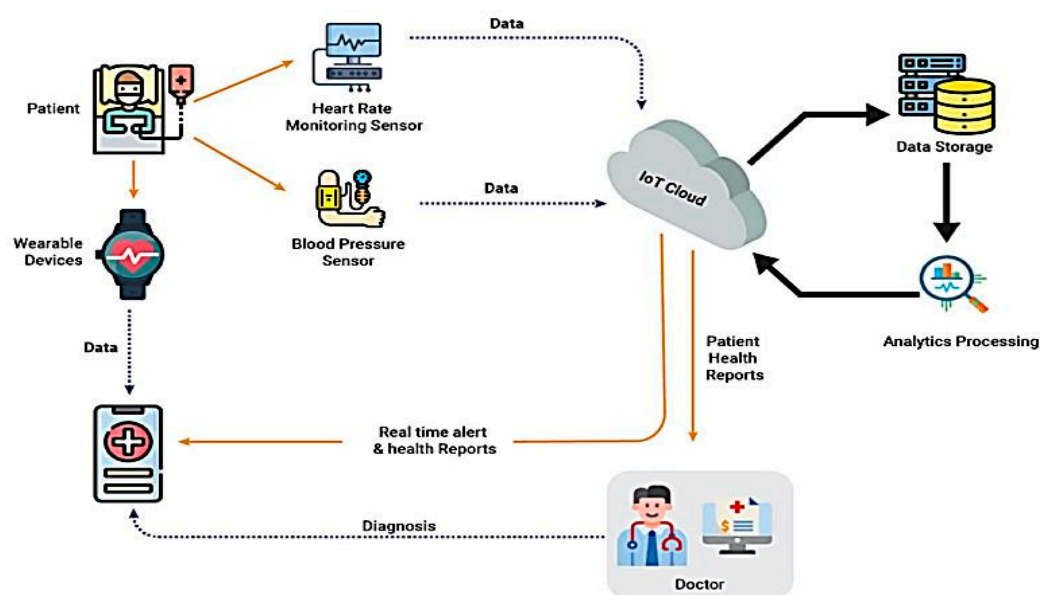 Data
Patient
Heart Rate
Monitoring Sensor
Data Storage
IoT Cloud
Data
Wearable
Devices
Blood Pressure
Sensor
Data
Patient
Health
Reports
Analytics Processing
Real time alert
& health Reports
Diagnosis
$
Doctor